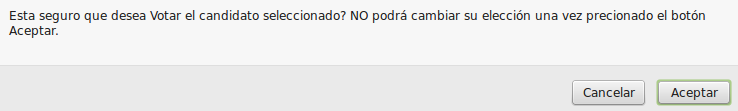 Esta seguro que desea Votar el candidato seleccionado? NO podrá cambiar su elección una vez precionado el botón
Aceptar.
Cancelar Aceptar